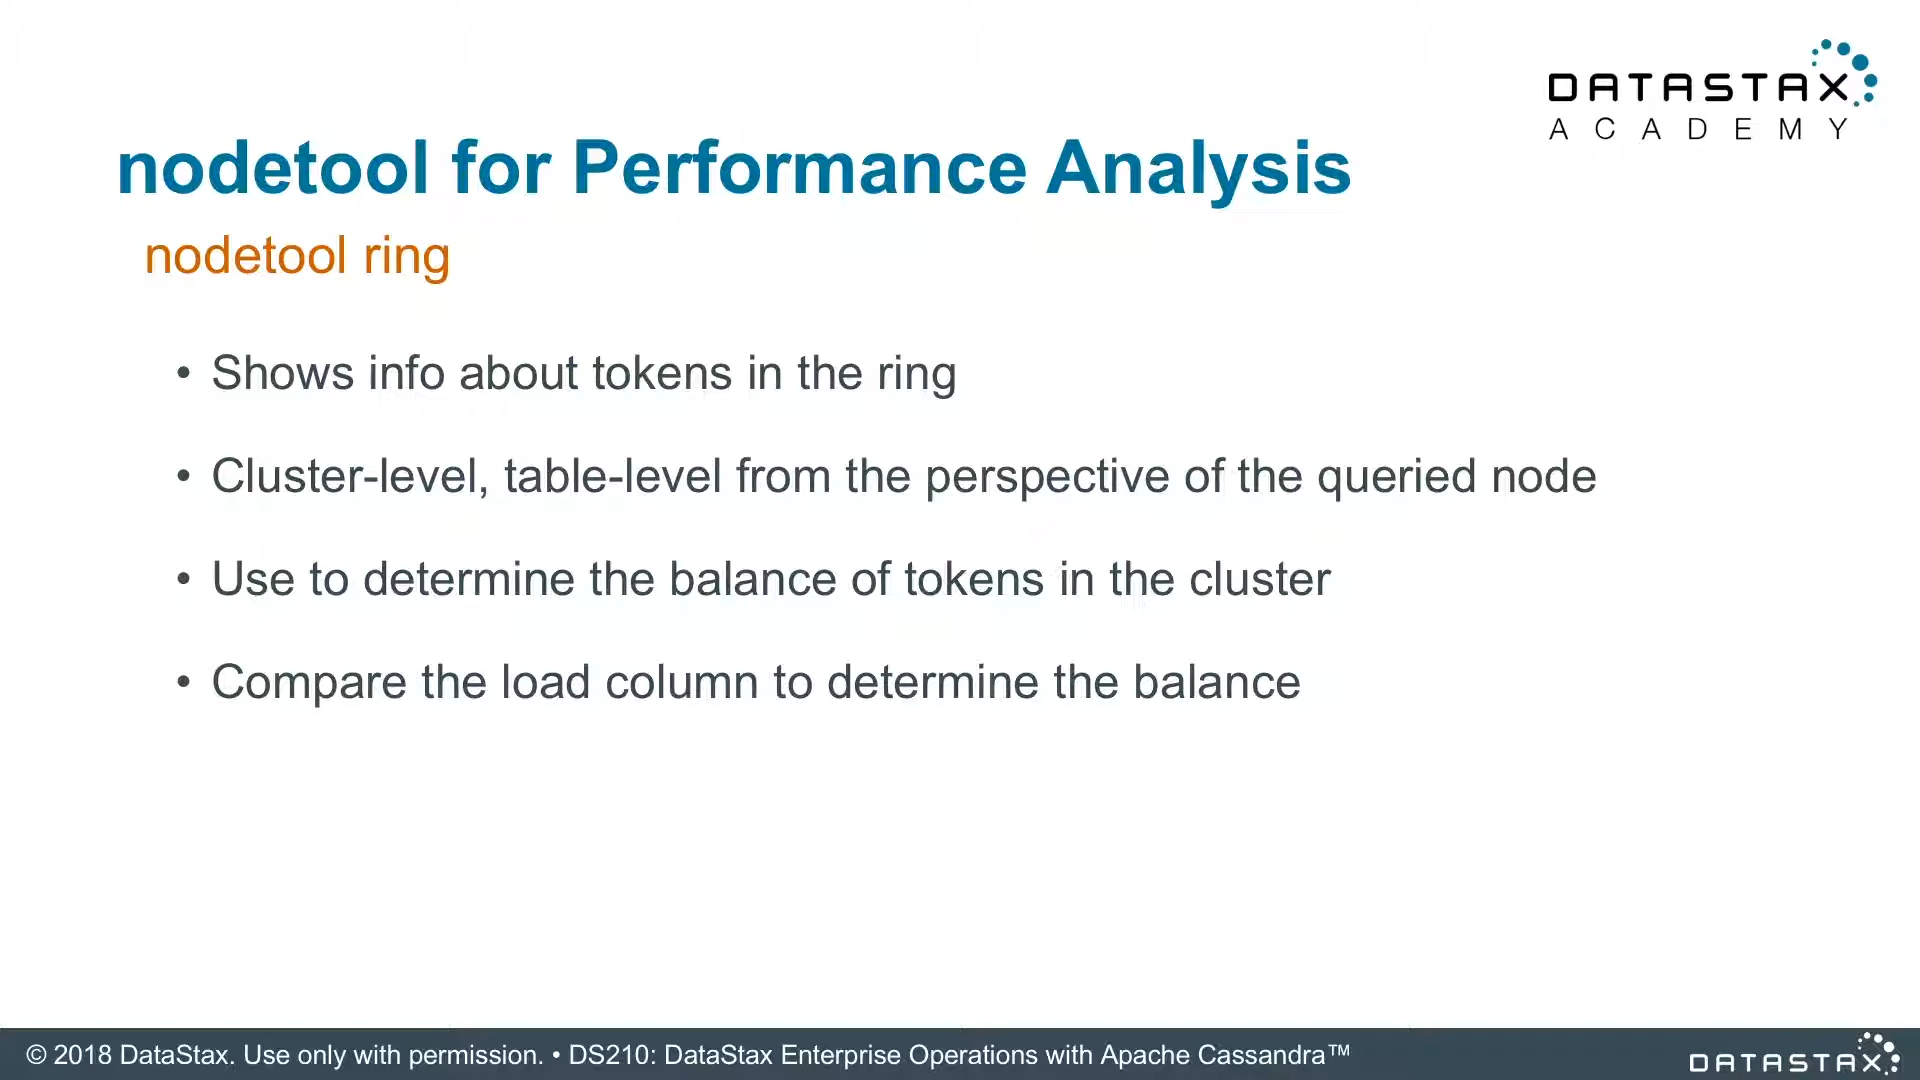 DATASTAX
ACADEMY
nodetool for Performance Analysis
nodetool ring
• Shows info about tokens in the ring
• Cluster-level, table-level from the perspective of the queried node
• Use to determine the balance of tokens in the cluster
• Compare the load column to determine the balance
© 2018 DataStax. Use only with permission. • DS210: DataStax Enterprise Operations with Apache Cassandra™
DATASTAX